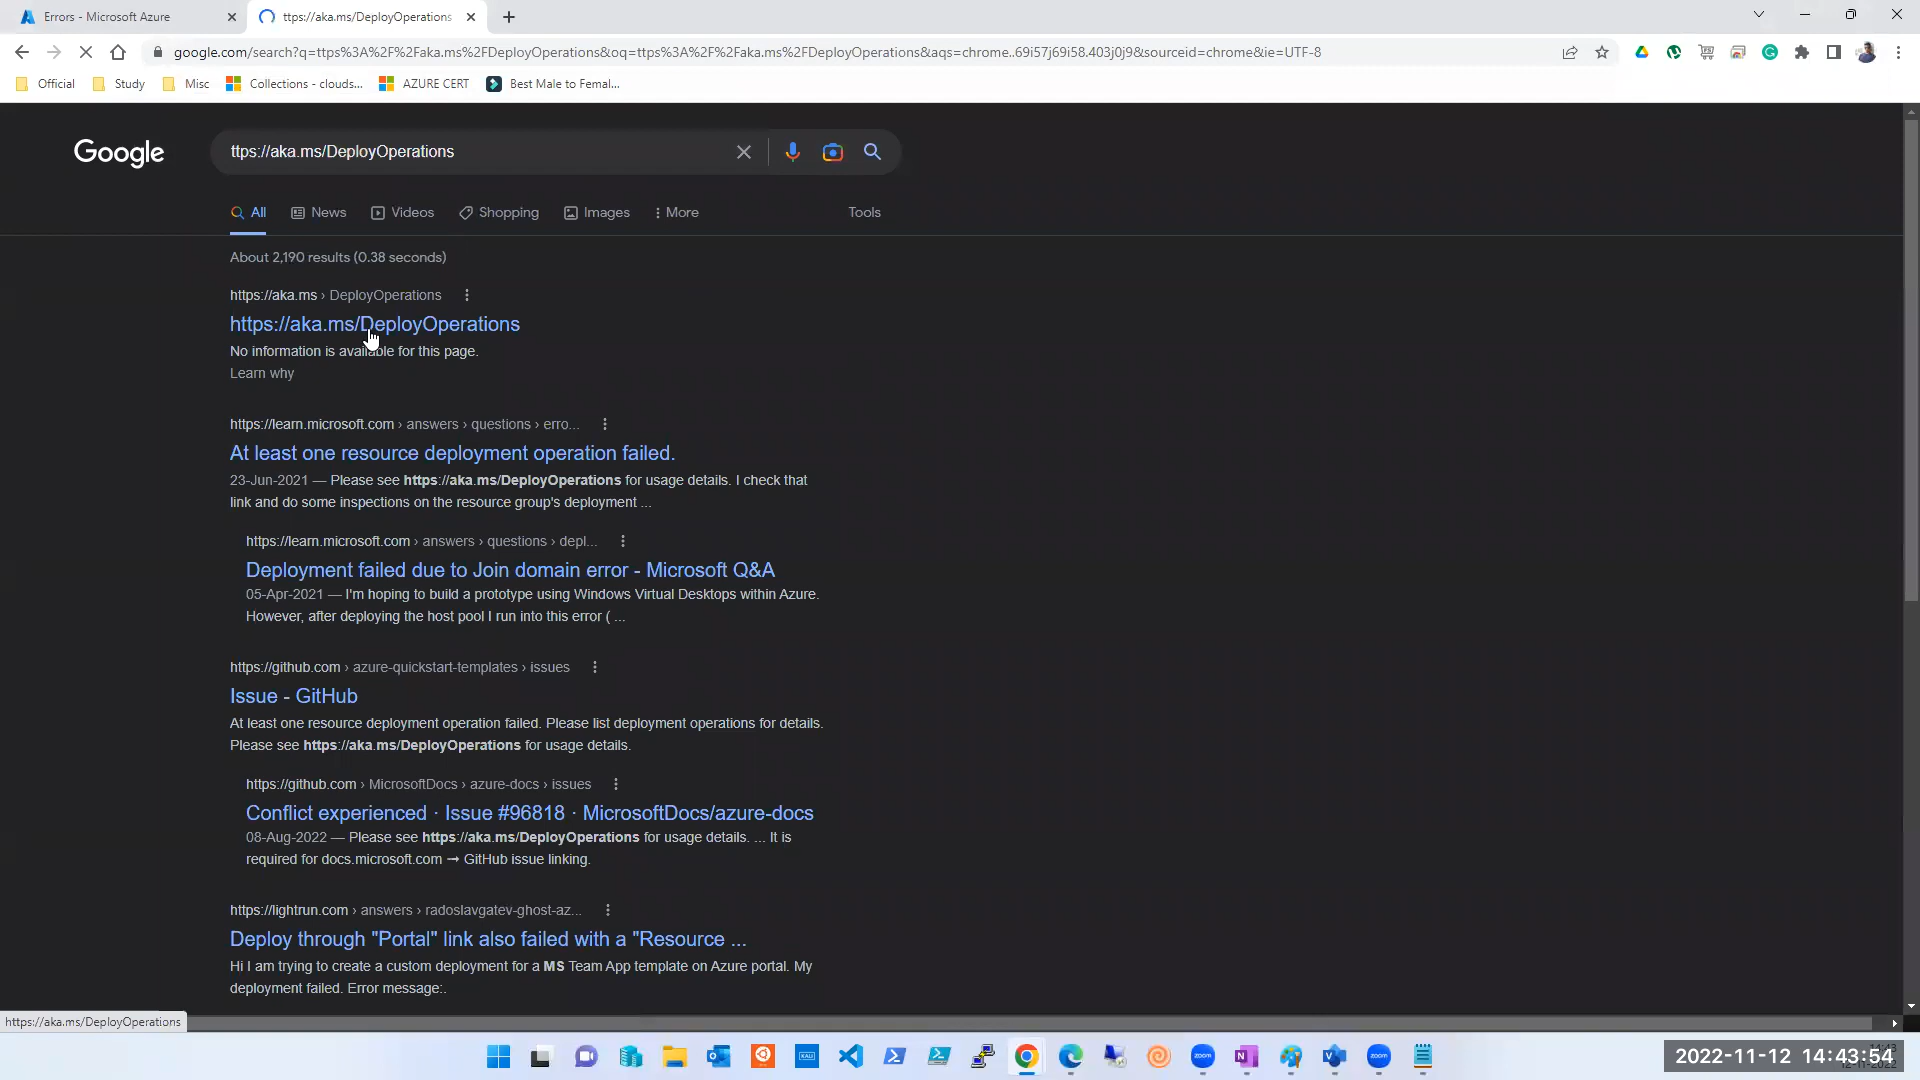 Errors - Microsoft Azure
ttps://aka.ms/DeployOperations
google.com/search?q=ttps%3A%2F%2Faka.ms%2FDeployOperations&oq=ttps%3A%2F%2Faka.ms%2FDeployOperations&aqs=chrome..69i57j69i58.403j0j9&sourceid=chrome&ie=UTF-8
Official Study Misc Collections - clouds... AZURE CERT Best Male to Femal...
Google
ttps://aka.ms/DeployOperations
All News Videos Shopping Images More Tools
About 2,190 results (0.38 seconds)
https://aka.ms › DeployOperations
https://aka.ms/DeployOperations
No information is available for this page.
Learn why
https://learn.microsoft.com › answers › questions › erro...
At least one resource deployment operation failed.
23-Jun-2021 — Please see https://aka.ms/DeployOperations for usage details. I check that
link and do some inspections on the resource group's deployment ...
https://learn.microsoft.com › answers › questions › depl...
Deployment failed due to Join domain error - Microsoft Q&A
05-Apr-2021 — I'm hoping to build a prototype using Windows Virtual Desktops within Azure.
However, after deploying the host pool I run into this error ( ...
https://github.com › azure-quickstart-templates › issues
Issue - GitHub
At least one resource deployment operation failed. Please list deployment operations for details.
Please see https://aka.ms/DeployOperations for usage details.
https://github.com › MicrosoftDocs › azure-docs › issues
Conflict experienced · Issue #96818 · MicrosoftDocs/azure-docs
08-Aug-2022 — Please see https://aka.ms/DeployOperations for usage details. ... It is
required for docs.microsoft.com ➟ GitHub issue linking.
https://lightrun.com › answers › radoslavgatev-ghost-az...
Deploy through "Portal" link also failed with a "Resource ...
Hi I am trying to create a custom deployment for a MS Team App template on Azure portal. My
deployment failed. Error message:.
https://aka.ms/DeployOperations
zoom
zoom
2022-11-12 14:43:54